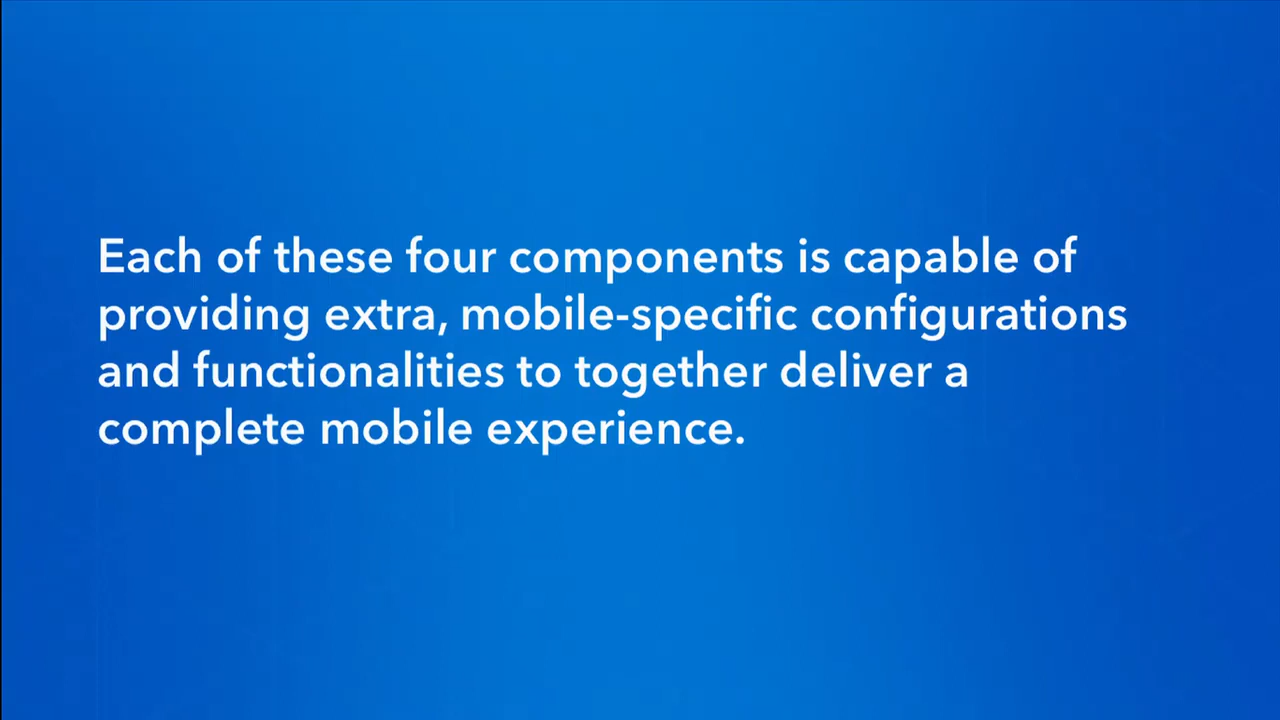 Each of these four components is capable of
providing extra, mobile-specific configurations
and functionalities to together deliver a
complete mobile experience.